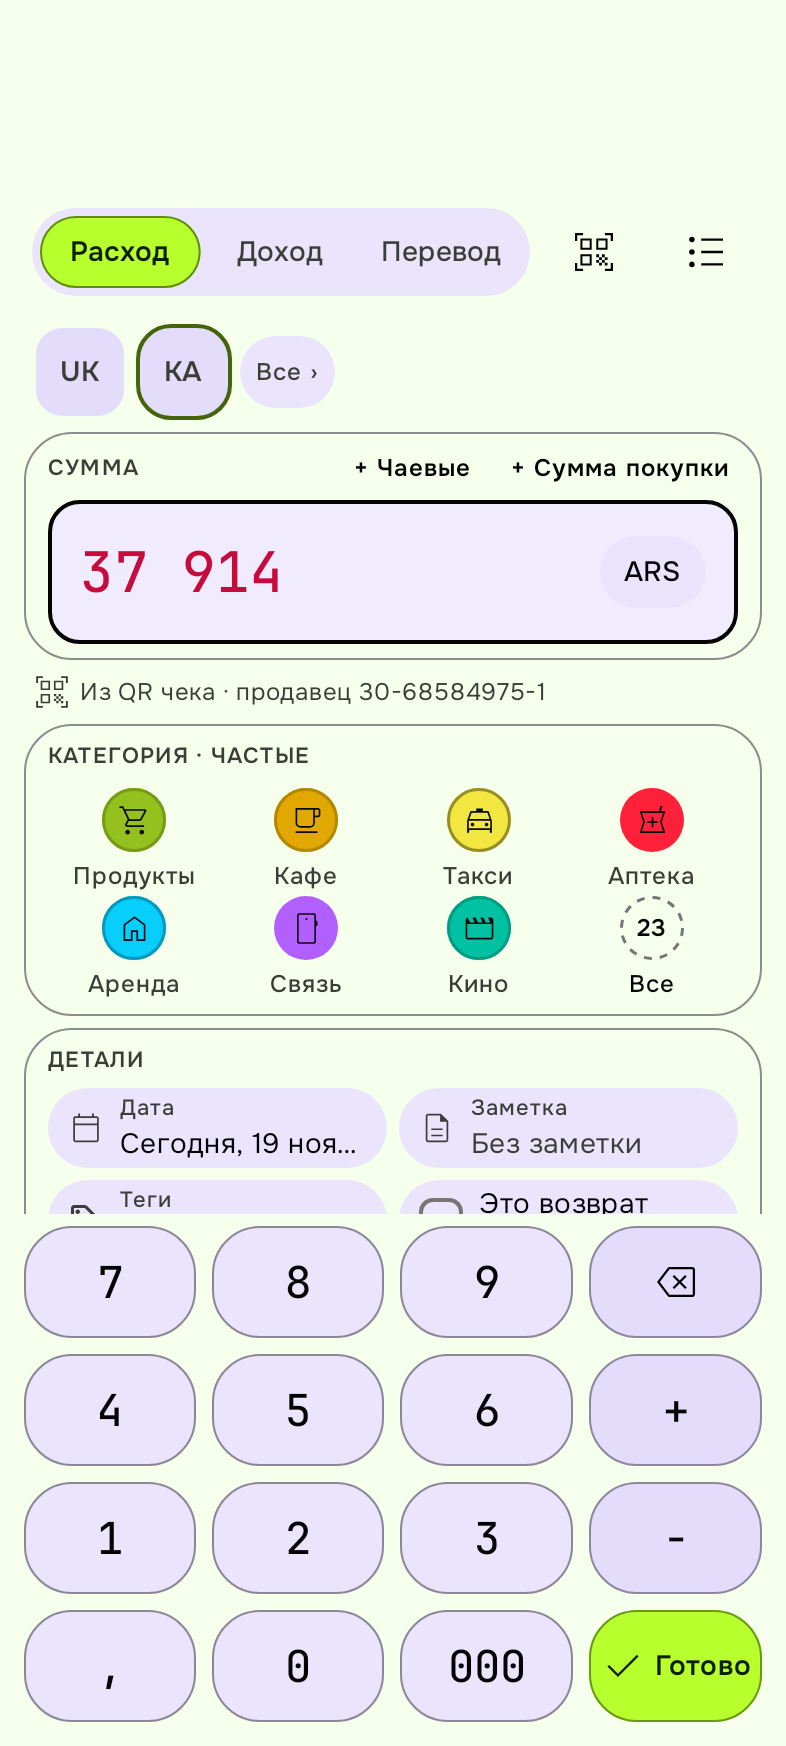 Расход Доход Перевод
UK KA Все ›
СУММА + Чаевые + Сумма покупки
37 914 ARS
Из QR чека · продавец 30-68584975-1
КАТЕГОРИЯ · ЧАСТЫЕ
Продукты Кафе Такси Аптека
23
Аренда Связь Кино Все
ДЕТАЛИ
Дата Заметка
Сегодня, 19 ноя... Без заметки
Теги Это возврат
7 8 9
4 5 6 +
1 2 3 -
, 0 000 Готово